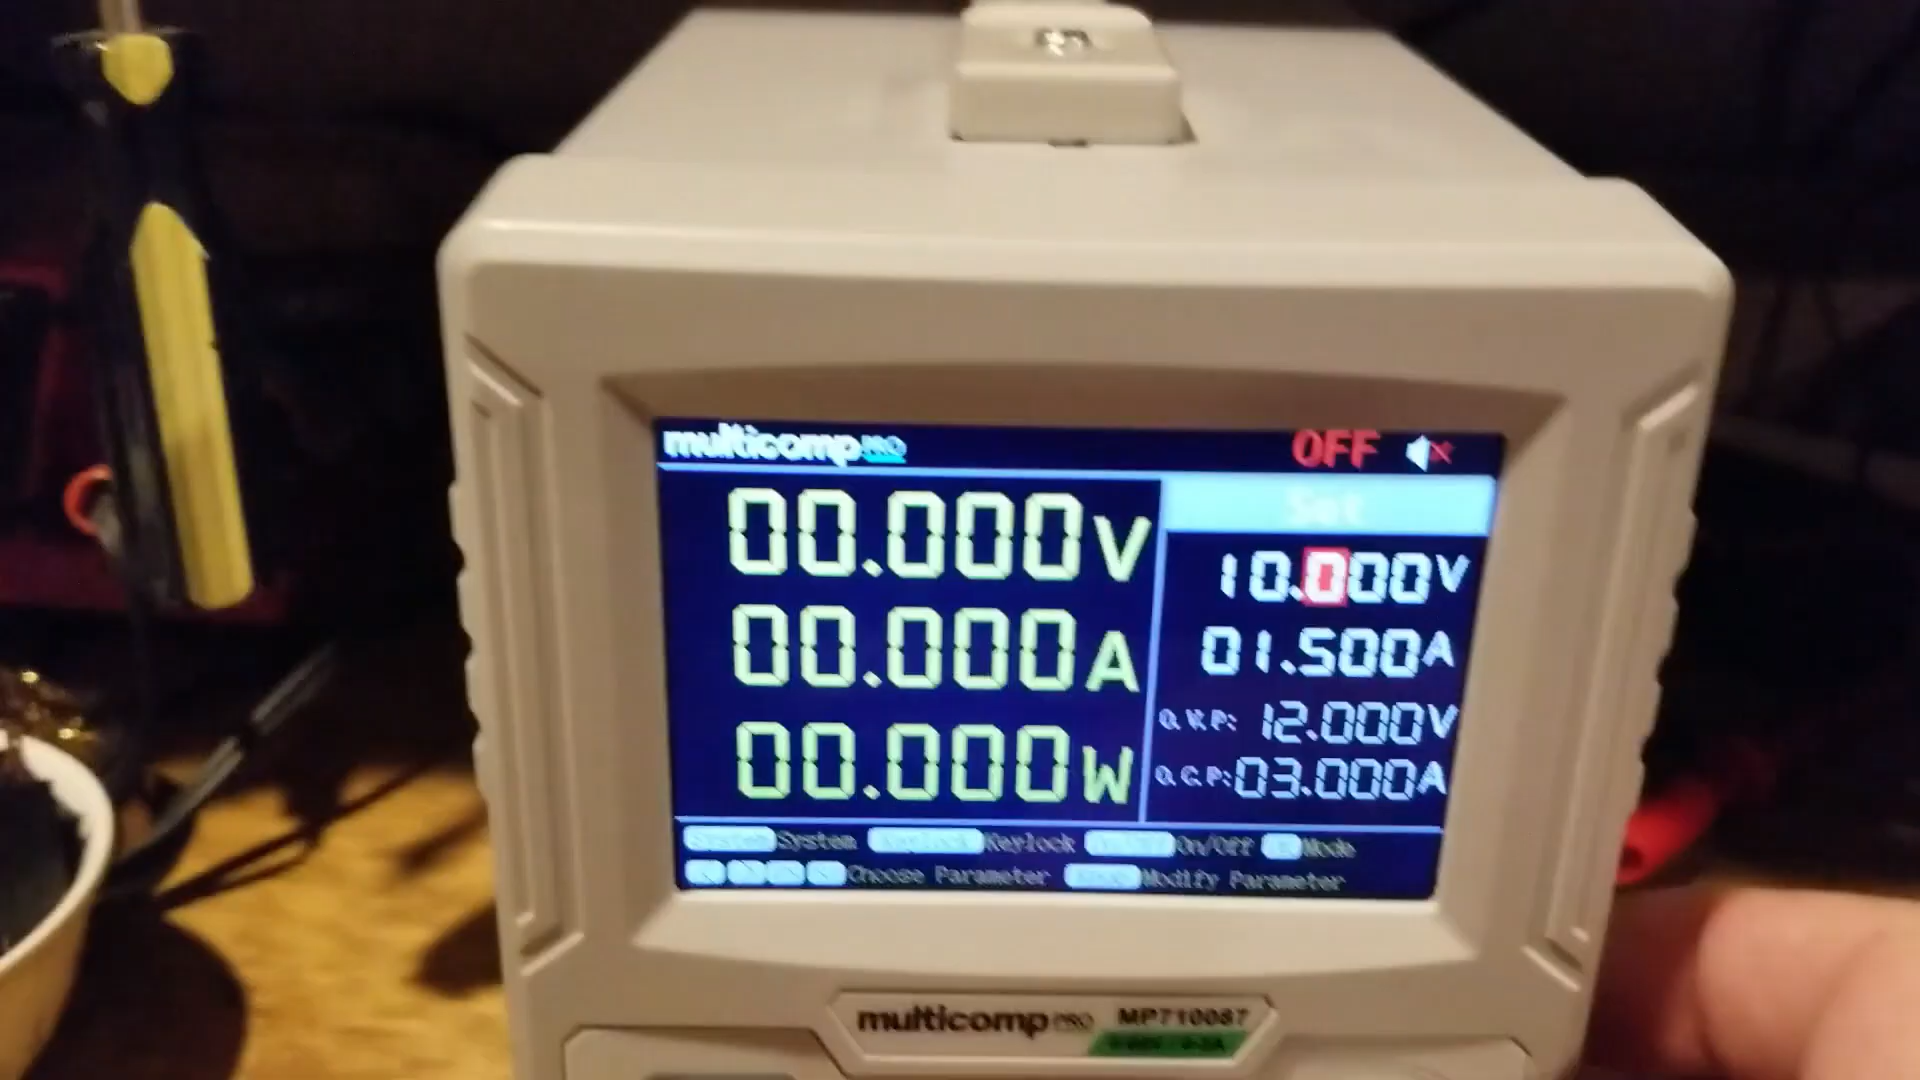 multicomp PRO OFF
Set
00.000V
10.000V
00.000A
01.500A
O.V.P: 12.000V
00.000W
O.C.P: 03.000A
System Keylock On/Off Mode
Choose Parameter Modify Parameter
multicomp PRO MP710087